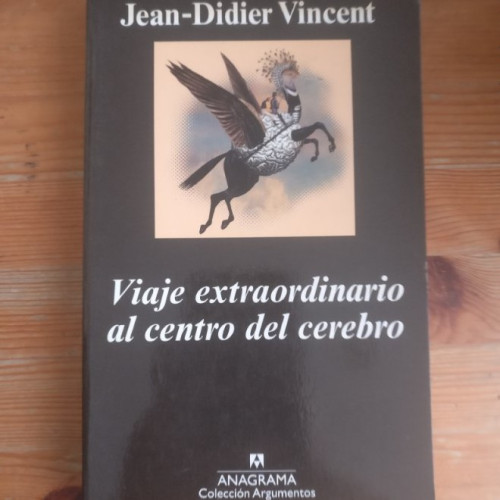 Jean-Didier Vincent
Viaje extraordinario
al centro del cerebro
ANAGRAMA
Colección Argumentos